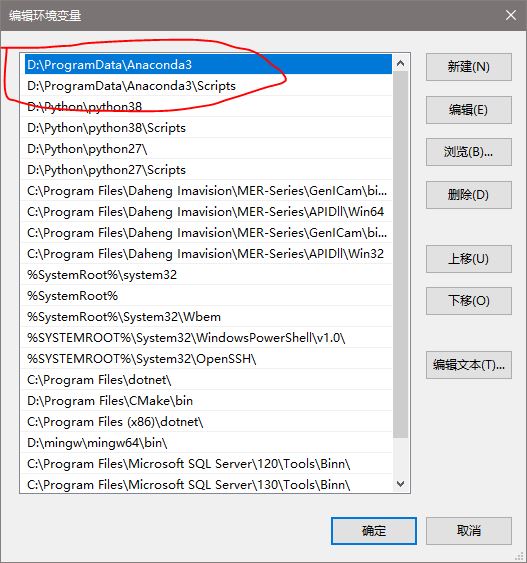 编辑环境变量
D:\ProgramData\Anaconda3
D:\ProgramData\Anaconda3\Scripts
D:\Python\python38
D:\Python\python38\Scripts
D:\Python\python27\
D:\Python\python27\Scripts
C:\Program Files\Daheng Imavision\MER-Series\GenICam\bi...
C:\Program Files\Daheng Imavision\MER-Series\APIDll\Win64
C:\Program Files\Daheng Imavision\MER-Series\GenICam\bi...
C:\Program Files\Daheng Imavision\MER-Series\APIDll\Win32
%SystemRoot%\system32
%SystemRoot%
%SystemRoot%\System32\Wbem
%SYSTEMROOT%\System32\WindowsPowerShell\v1.0\
%SYSTEMROOT%\System32\OpenSSH\
C:\Program Files\dotnet\
D:\Program Files\CMake\bin
C:\Program Files (x86)\dotnet\
D:\mingw\mingw64\bin\
C:\Program Files\Microsoft SQL Server\120\Tools\Binn\
C:\Program Files\Microsoft SQL Server\130\Tools\Binn\
新建(N)
编辑(E)
浏览(B)...
删除(D)
上移(U)
下移(O)
编辑文本(T)...
确定
取消